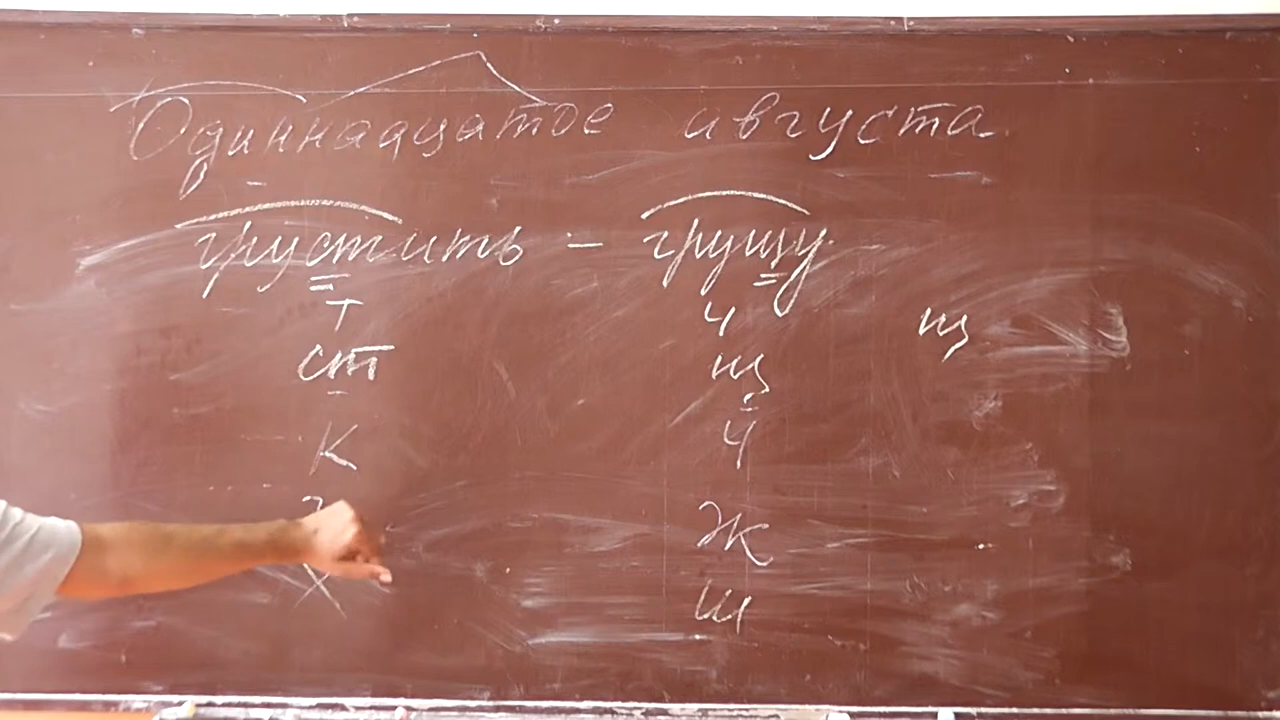 Одиннадцатое августа
грустить – грущу
т ч щ
ст щ
к ч
ж
х ш